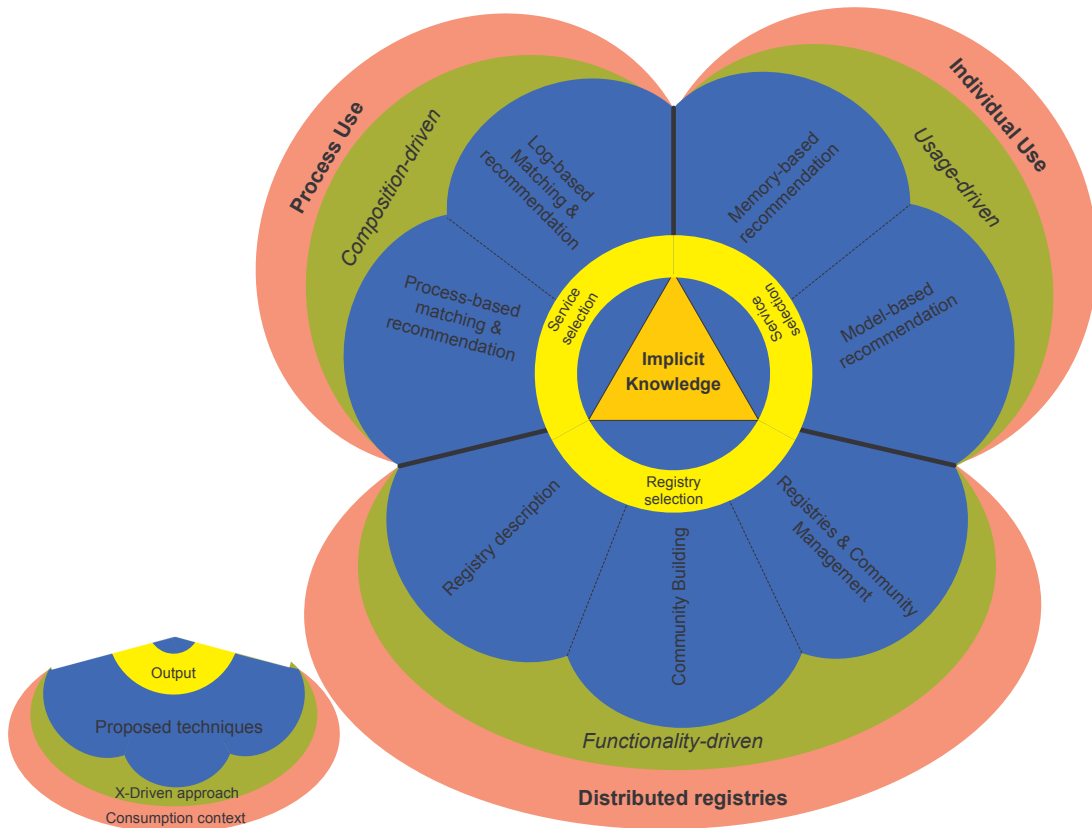 Process Use
Composition-driven
Log-based
Matching &
recommendation
Process-based
matching &
recommendation
Individual Use
Usage-driven
Memory-based
recommendation
Model-based
recommendation
Service
selection
Service
selection
Implicit
Knowledge
Registry
selection
Registry description
Community Building
Registries & Community
Management
Functionality-driven
Distributed registries
Output
Proposed techniques
X-Driven approach
Consumption context